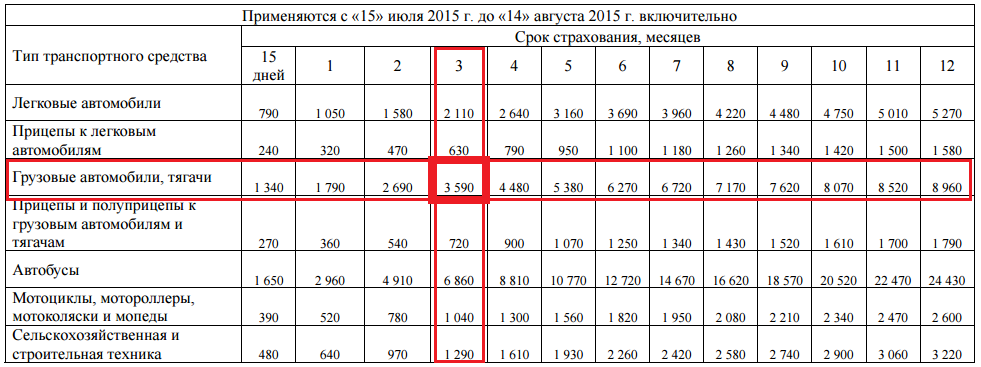 Применяются с «15» июля 2015 г. до «14» августа 2015 г. включительно
Тип транспортного средства
Срок страхования, месяцев
15 дней 1 2 3 4 5 6 7 8 9 10 11 12
Легковые автомобили 790 1 050 1 580 2 110 2 640 3 160 3 690 3 960 4 220 4 480 4 750 5 010 5 270
Прицепы к легковым
автомобилям 240 320 470 630 790 950 1 100 1 180 1 260 1 340 1 420 1 500 1 580
Грузовые автомобили, тягачи 1 340 1 790 2 690 3 590 4 480 5 380 6 270 6 720 7 170 7 620 8 070 8 520 8 960
Прицепы и полуприцепы к
грузовым автомобилям и
тягачам 270 360 540 720 900 1 070 1 250 1 340 1 430 1 520 1 610 1 700 1 790
Автобусы 1 650 2 960 4 910 6 860 8 810 10 770 12 720 14 670 16 620 18 570 20 520 22 470 24 430
Мотоциклы, мотороллеры,
мотоколяски и мопеды 390 520 780 1 040 1 300 1 560 1 820 1 950 2 080 2 210 2 340 2 470 2 600
Сельскохозяйственная и
строительная техника 480 640 970 1 290 1 610 1 930 2 260 2 420 2 580 2 740 2 900 3 060 3 220